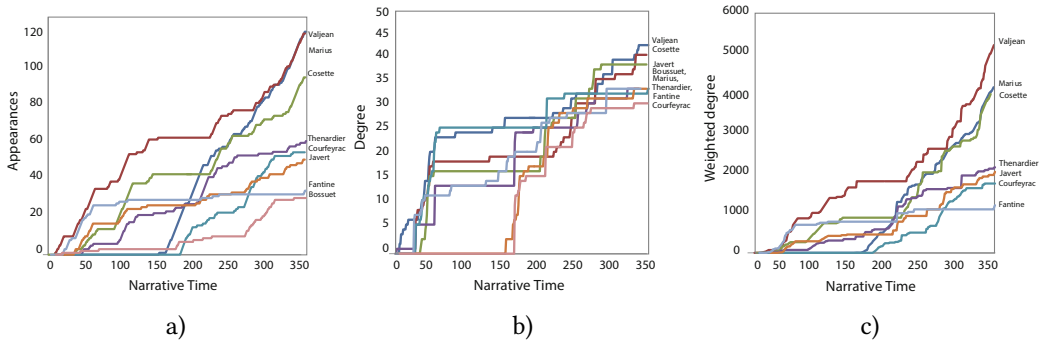 120
100
80
60
40
20
0
Appearances
0 50 100 150 200 250 300 350
Narrative Time
Valjean
Marius
Cosette
Thenardier
Courfeyrac
Javert
Fantine
Bossuet
a)
50
45
40
35
30
25
20
15
10
5
0
Degree
0 50 100 150 200 250 300 350
Narrative Time
Valjean
Cosette
Javert
Boussuet,
Marius,
Thenardier,
Fantine
Courfeyrac
b)
6000
5000
4000
3000
2000
1000
0
Weighted degree
0 50 100 150 200 250 300 350
Narrative Time
Valjean
Marius
Cosette
Thenardier
Javert
Courfeyrac
Fantine
c)